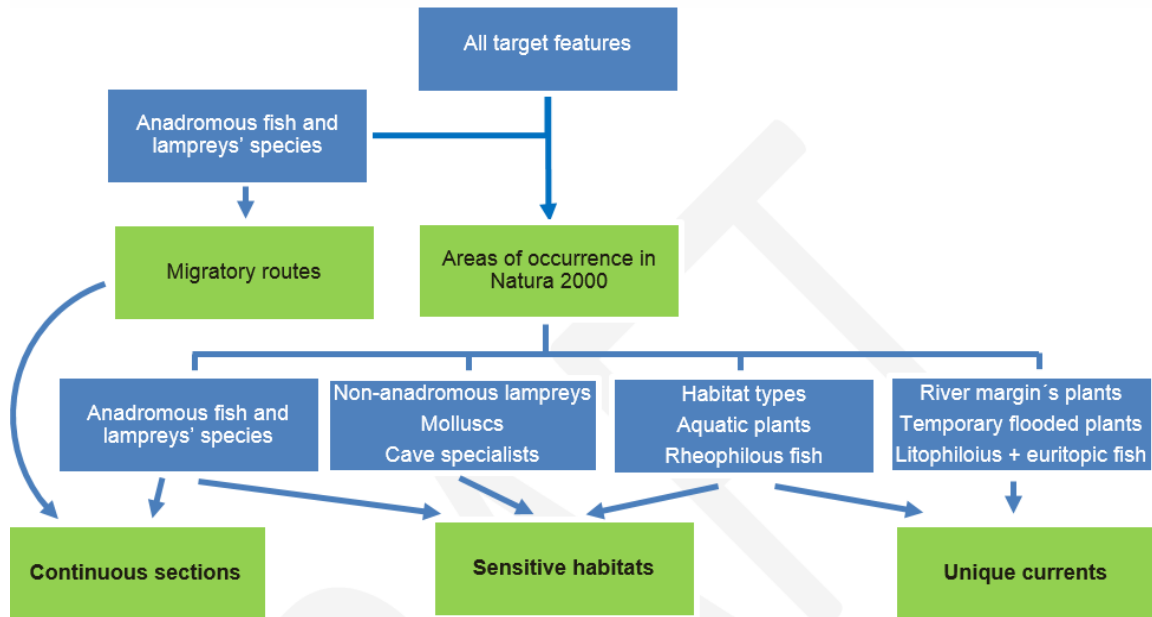 All target features
Anadromous fish and
lampreys’ species
Migratory routes
Areas of occurrence in
Natura 2000
Anadromous fish and
lampreys’ species
Non-anadromous lampreys
Molluscs
Cave specialists
Habitat types
Aquatic plants
Rheophilous fish
River margin´s plants
Temporary flooded plants
Litophiloius + euritopic fish
Continuous sections
Sensitive habitats
Unique currents